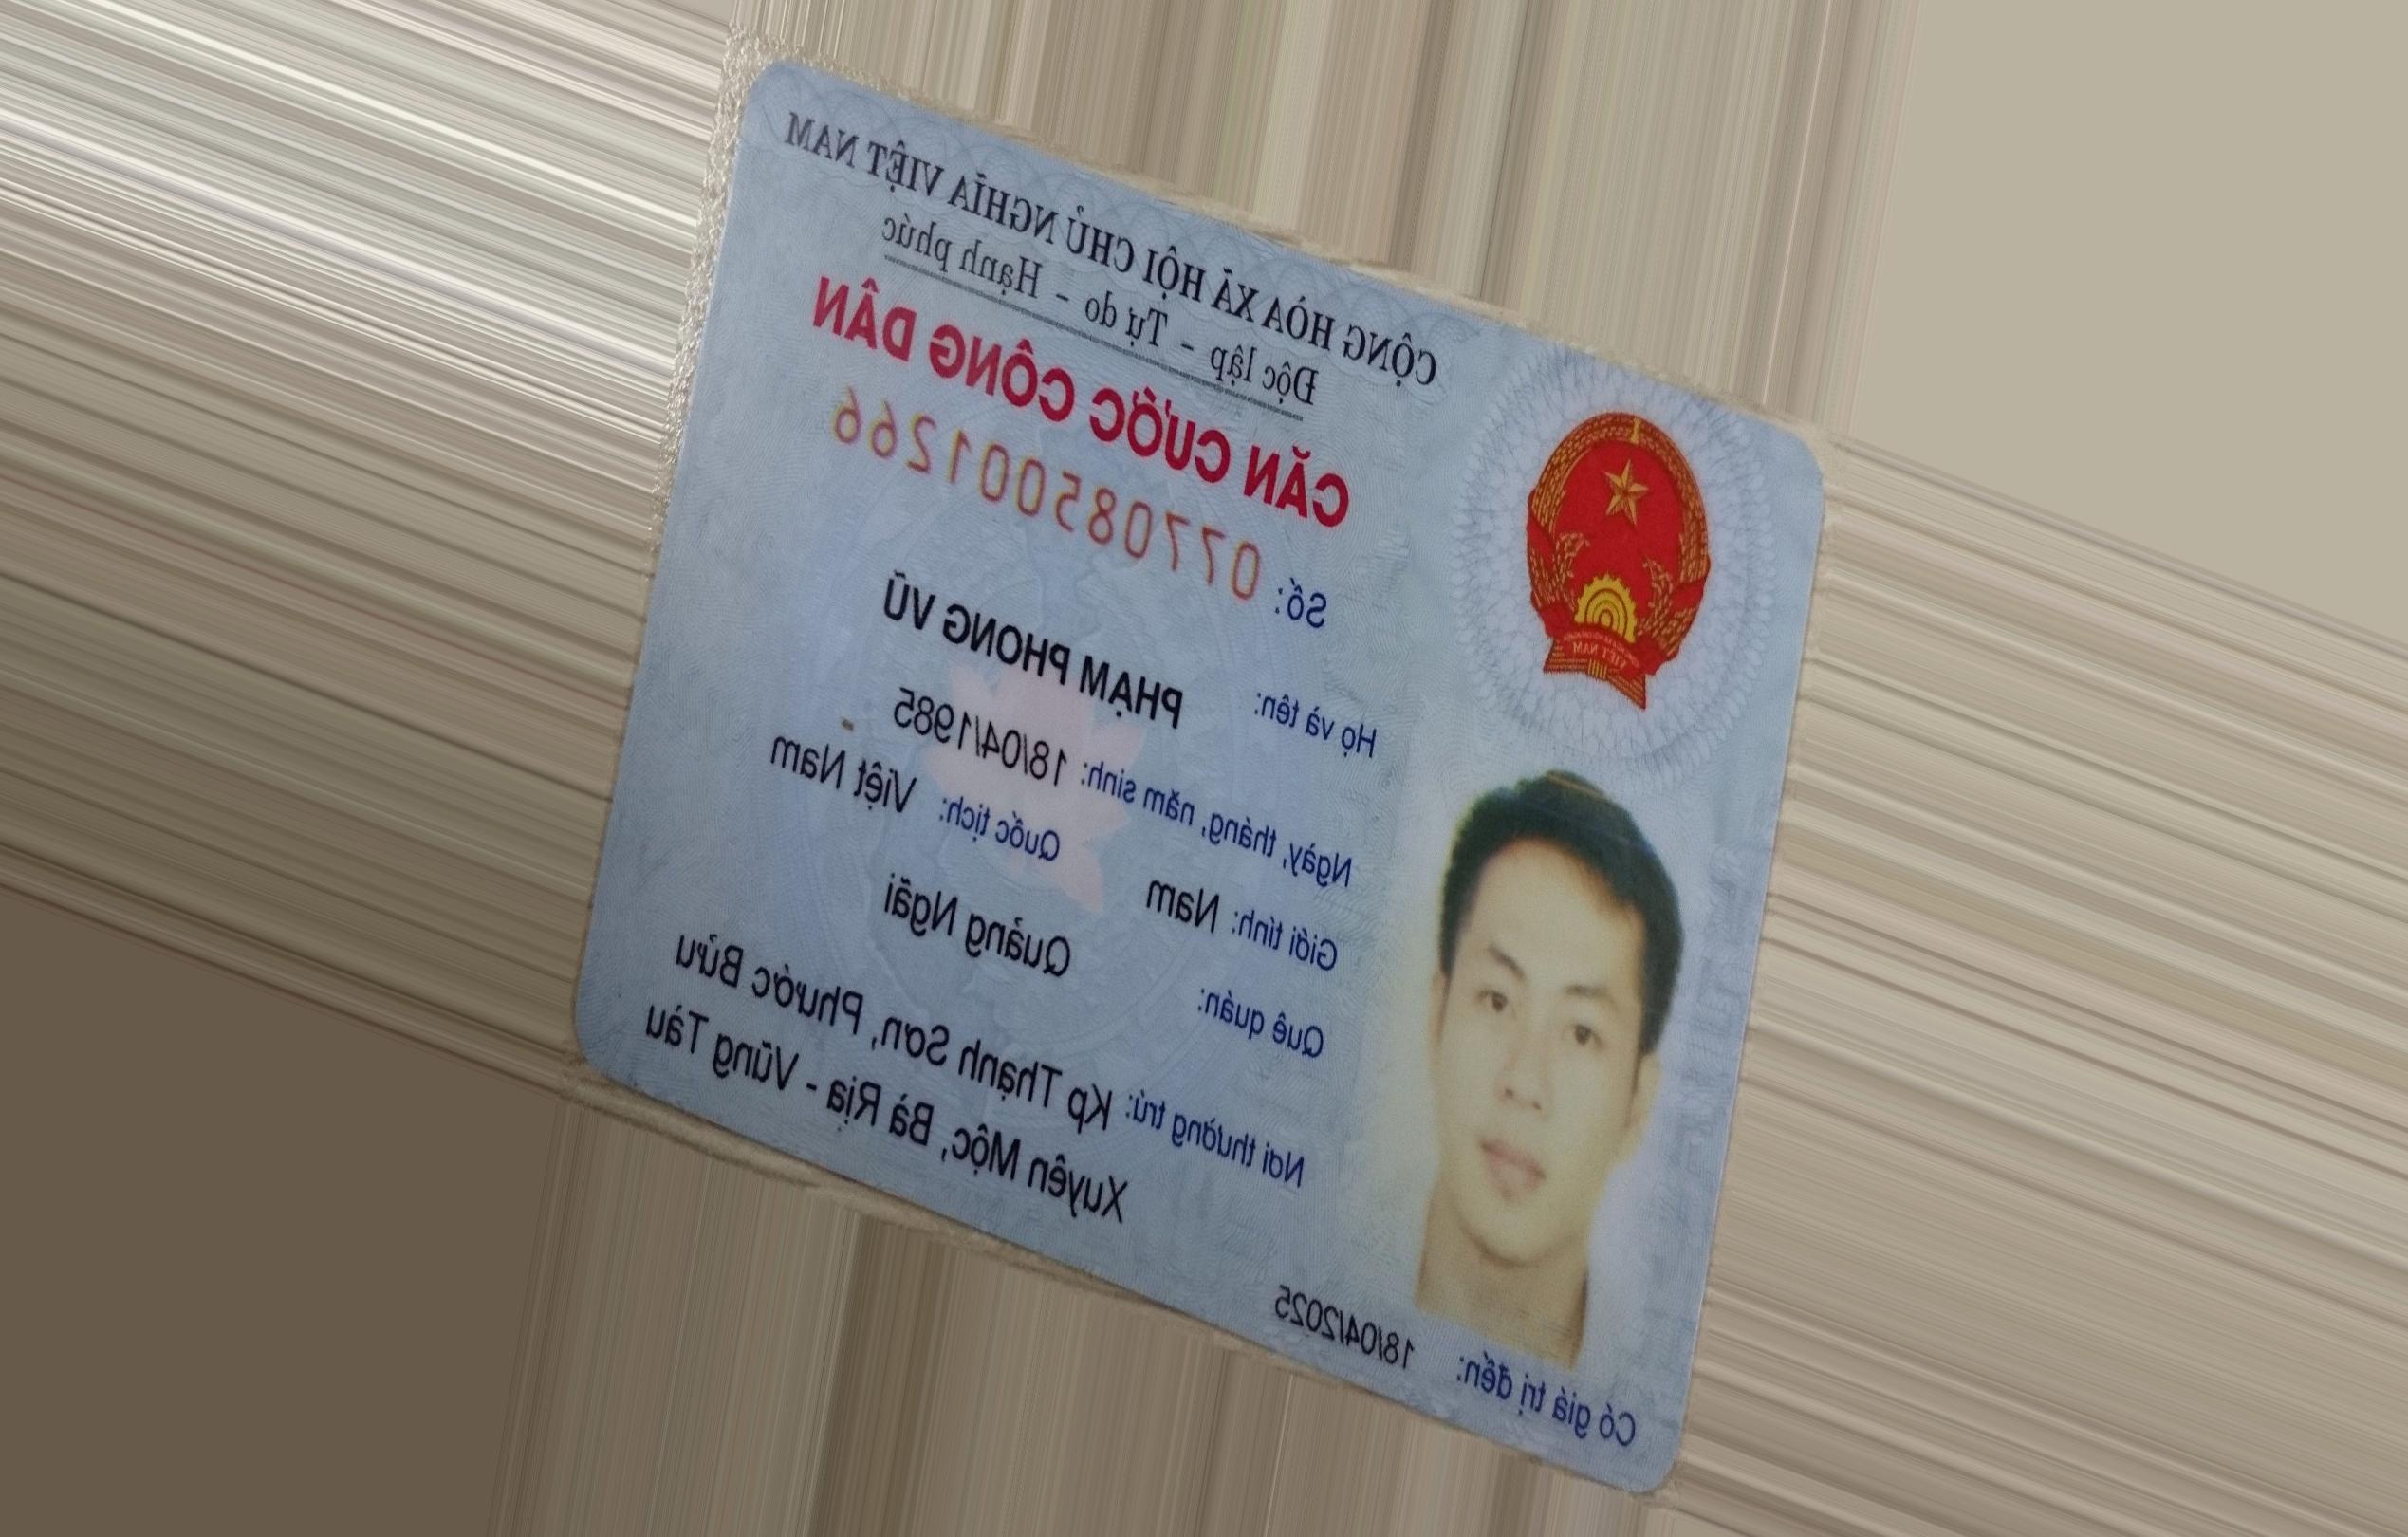 CỘNG HÒA XÃ HỘI CHỦ NGHĨA VIỆT NAM
Độc lập - Tự do - Hạnh phúc
CĂN CƯỚC CÔNG DÂN
Số: 077085001266
Họ và tên: PHẠM PHONG VŨ
Ngày, tháng, năm sinh: 18/04/1985
Giới tính: Nam Quốc tịch: Việt Nam
Quê quán: Quảng Ngãi
Nơi thường trú: Kp Thạnh Sơn, Phước Bửu
Xuyên Mộc, Bà Rịa - Vũng Tàu
Có giá trị đến: 18/04/2025
VIỆT NAM